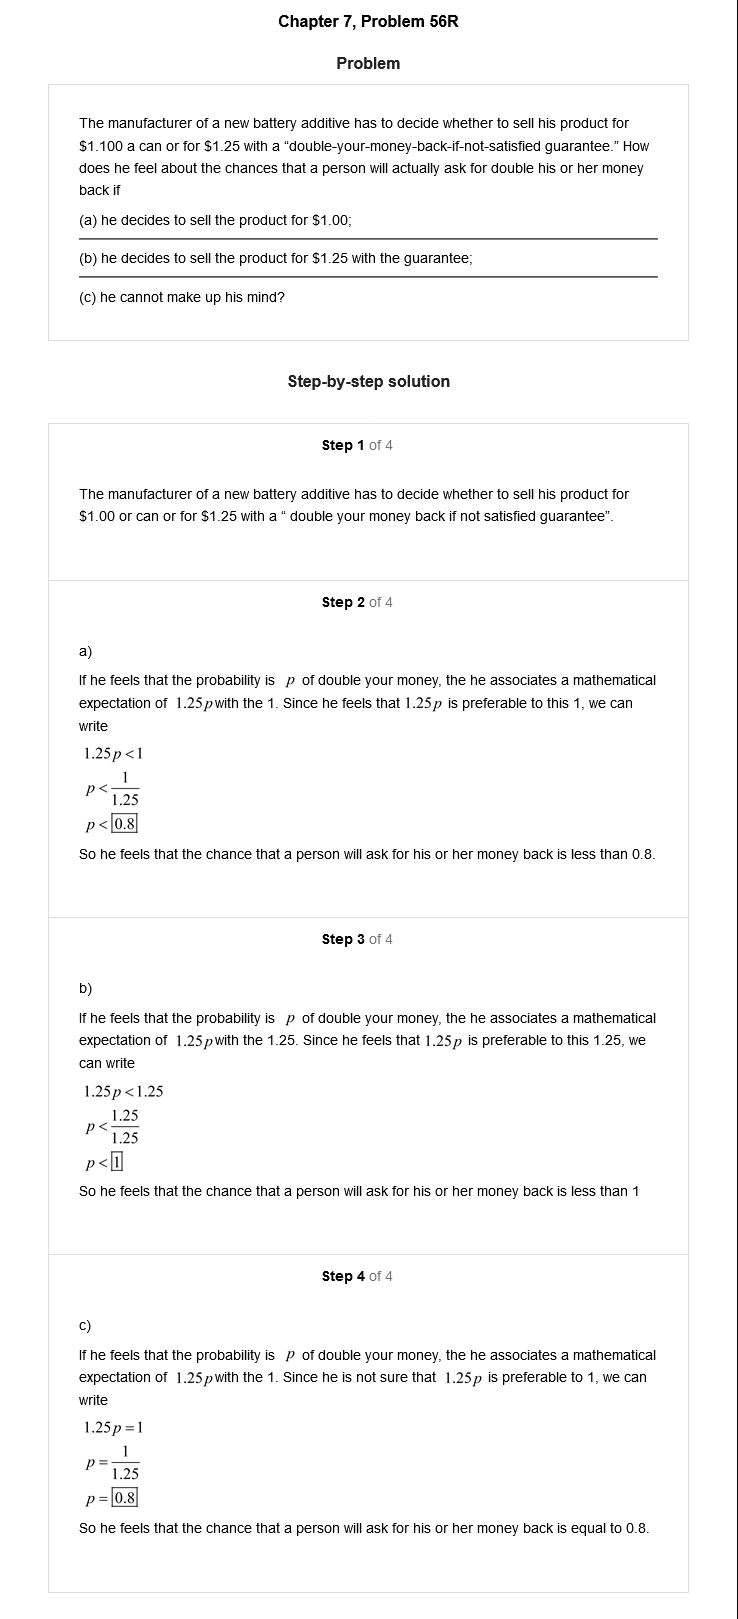 Chapter 7, Problem 56R
Problem
The manufacturer of a new battery additive has to decide whether to sell his product for
$1.100 a can or for $1.25 with a “double-your-money-back-if-not-satisfied guarantee.” How
does he feel about the chances that a person will actually ask for double his or her money
back if
(a) he decides to sell the product for $1.00;
(b) he decides to sell the product for $1.25 with the guarantee;
(c) he cannot make up his mind?
Step-by-step solution
Step 1 of 4
The manufacturer of a new battery additive has to decide whether to sell his product for
$1.00 or can or for $1.25 with a “ double your money back if not satisfied guarantee”.
Step 2 of 4
a)
If he feels that the probability is p of double your money, the he associates a mathematical
expectation of 1.25p with the 1. Since he feels that 1.25p is preferable to this 1, we can
write
1.25p < 1
p < 1/1.25
p < 0.8
So he feels that the chance that a person will ask for his or her money back is less than 0.8.
Step 3 of 4
b)
If he feels that the probability is p of double your money, the he associates a mathematical
expectation of 1.25p with the 1.25. Since he feels that 1.25p is preferable to this 1.25, we
can write
1.25p < 1.25
p < 1.25/1.25
p < 1
So he feels that the chance that a person will ask for his or her money back is less than 1
Step 4 of 4
c)
If he feels that the probability is p of double your money, the he associates a mathematical
expectation of 1.25p with the 1. Since he is not sure that 1.25p is preferable to 1, we can
write
1.25p = 1
p = 1/1.25
p = 0.8
So he feels that the chance that a person will ask for his or her money back is equal to 0.8.